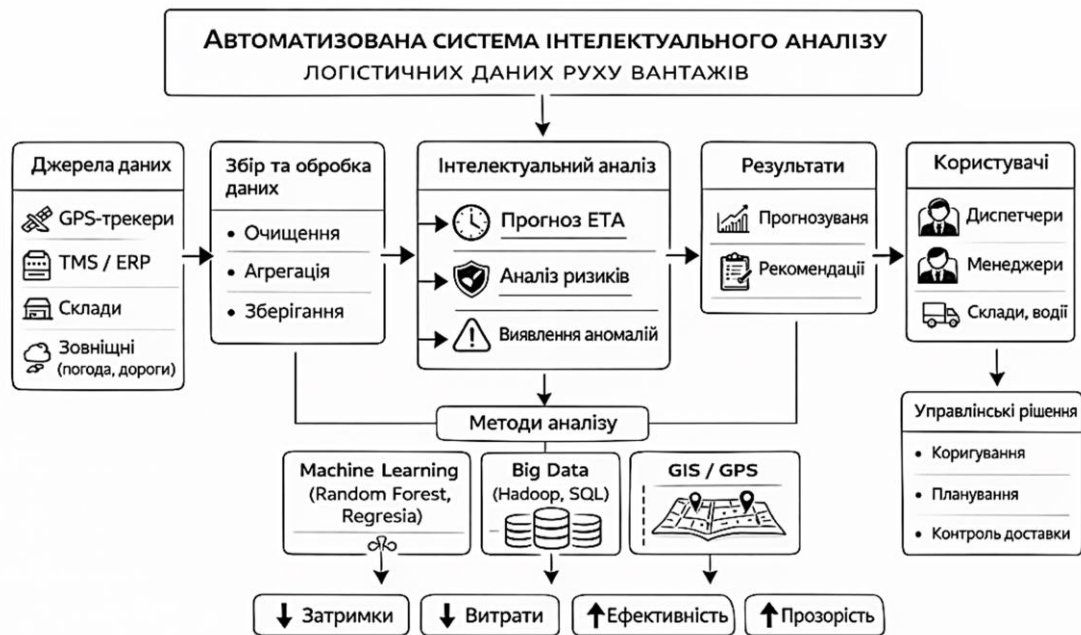 Автоматизована система інтелектуального аналізу
логістичних даних руху вантажів
Джерела даних
GPS-трекери
TMS / ERP
Склади
Зовніщні
(погода, дороги)
Збір та обробка
даних
• Очищення
• Агрегація
• Зберігання
Інтелектуальний аналіз
Прогноз ETA
Аналіз ризиків
Виявлення аномалій
Результати
Прогнозуваня
Рекомендації
Користувачі
Диспетчери
Менеджери
Склади, водії
Управлінські рішення
• Коригування
• Планування
• Контроль доставки
Методи аналізу
Machine Learning
(Random Forest,
Regresia)
Big Data
(Hadoop, SQL)
GIS / GPS
↓ Затримки
↓ Витрати
↑ Ефективність
↑ Прозорість